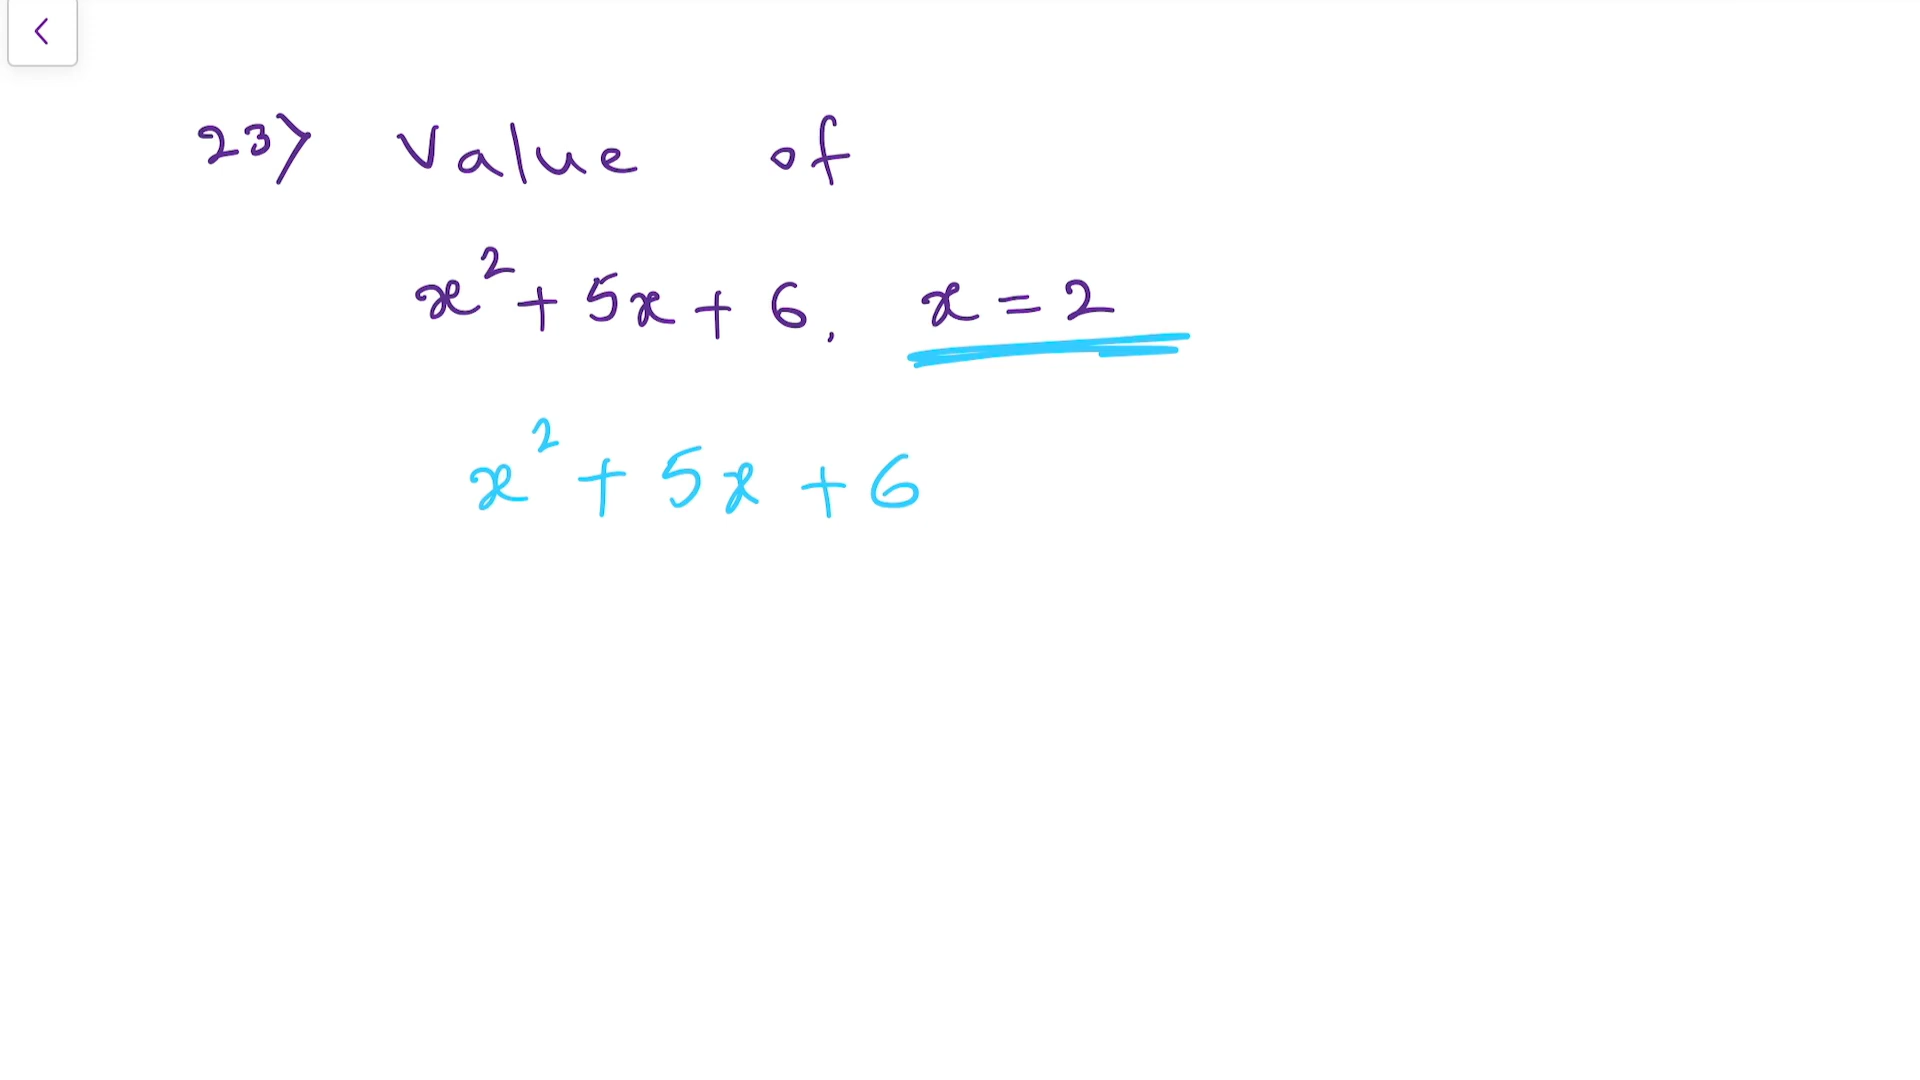 23) Value of
x² + 5x + 6, x = 2
x² + 5x + 6